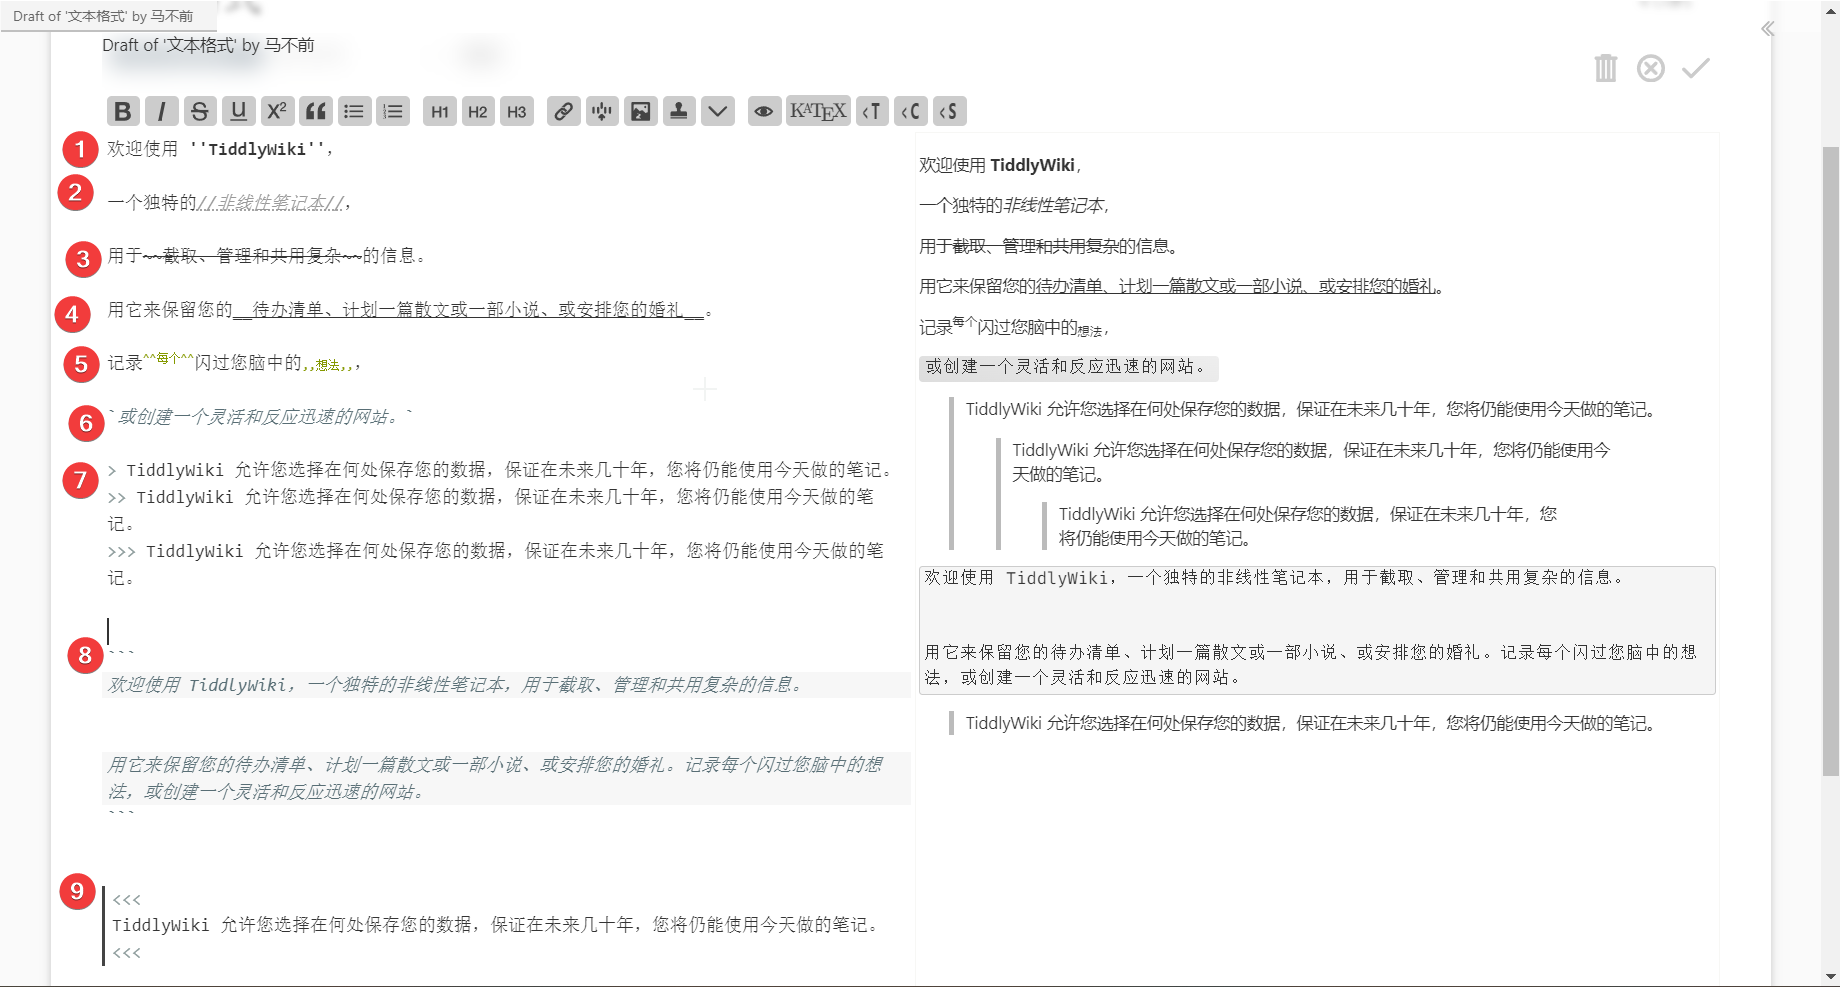 Draft of '文本格式' by 马不前
Draft of '文本格式' by 马不前
B I S U X² H1 H2 H3 KATEX <T <C <S
1 欢迎使用 ''TiddlyWiki'',
2 一个独特的//非线性笔记本//,
3 用于~~截取、管理和共用复杂~~的信息。
4 用它来保留您的__待办清单、计划一篇散文或一部小说、或安排您的婚礼__。
5 记录^^每个^^闪过您脑中的,,想法,,,
6 `或创建一个灵活和反应迅速的网站。`
7 > TiddlyWiki 允许您选择在何处保存您的数据，保证在未来几十年，您将仍能使用今天做的笔记。
>> TiddlyWiki 允许您选择在何处保存您的数据，保证在未来几十年，您将仍能使用今天做的笔
记。
>>> TiddlyWiki 允许您选择在何处保存您的数据，保证在未来几十年，您将仍能使用今天做的笔
记。
8 ```
欢迎使用 TiddlyWiki，一个独特的非线性笔记本，用于截取、管理和共用复杂的信息。
用它来保留您的待办清单、计划一篇散文或一部小说、或安排您的婚礼。记录每个闪过您脑中的想
法，或创建一个灵活和反应迅速的网站。
```
9 <<<
TiddlyWiki 允许您选择在何处保存您的数据，保证在未来几十年，您将仍能使用今天做的笔记。
<<<
欢迎使用 TiddlyWiki，
一个独特的非线性笔记本，
用于截取、管理和共用复杂的信息。
用它来保留您的待办清单、计划一篇散文或一部小说、或安排您的婚礼。
记录每个闪过您脑中的想法，
或创建一个灵活和反应迅速的网站。
TiddlyWiki 允许您选择在何处保存您的数据，保证在未来几十年，您将仍能使用今天做的笔记。
TiddlyWiki 允许您选择在何处保存您的数据，保证在未来几十年，您将仍能使用今
天做的笔记。
TiddlyWiki 允许您选择在何处保存您的数据，保证在未来几十年，您
将仍能使用今天做的笔记。
欢迎使用 TiddlyWiki，一个独特的非线性笔记本，用于截取、管理和共用复杂的信息。
用它来保留您的待办清单、计划一篇散文或一部小说、或安排您的婚礼。记录每个闪过您脑中的想
法，或创建一个灵活和反应迅速的网站。
TiddlyWiki 允许您选择在何处保存您的数据，保证在未来几十年，您将仍能使用今天做的笔记。